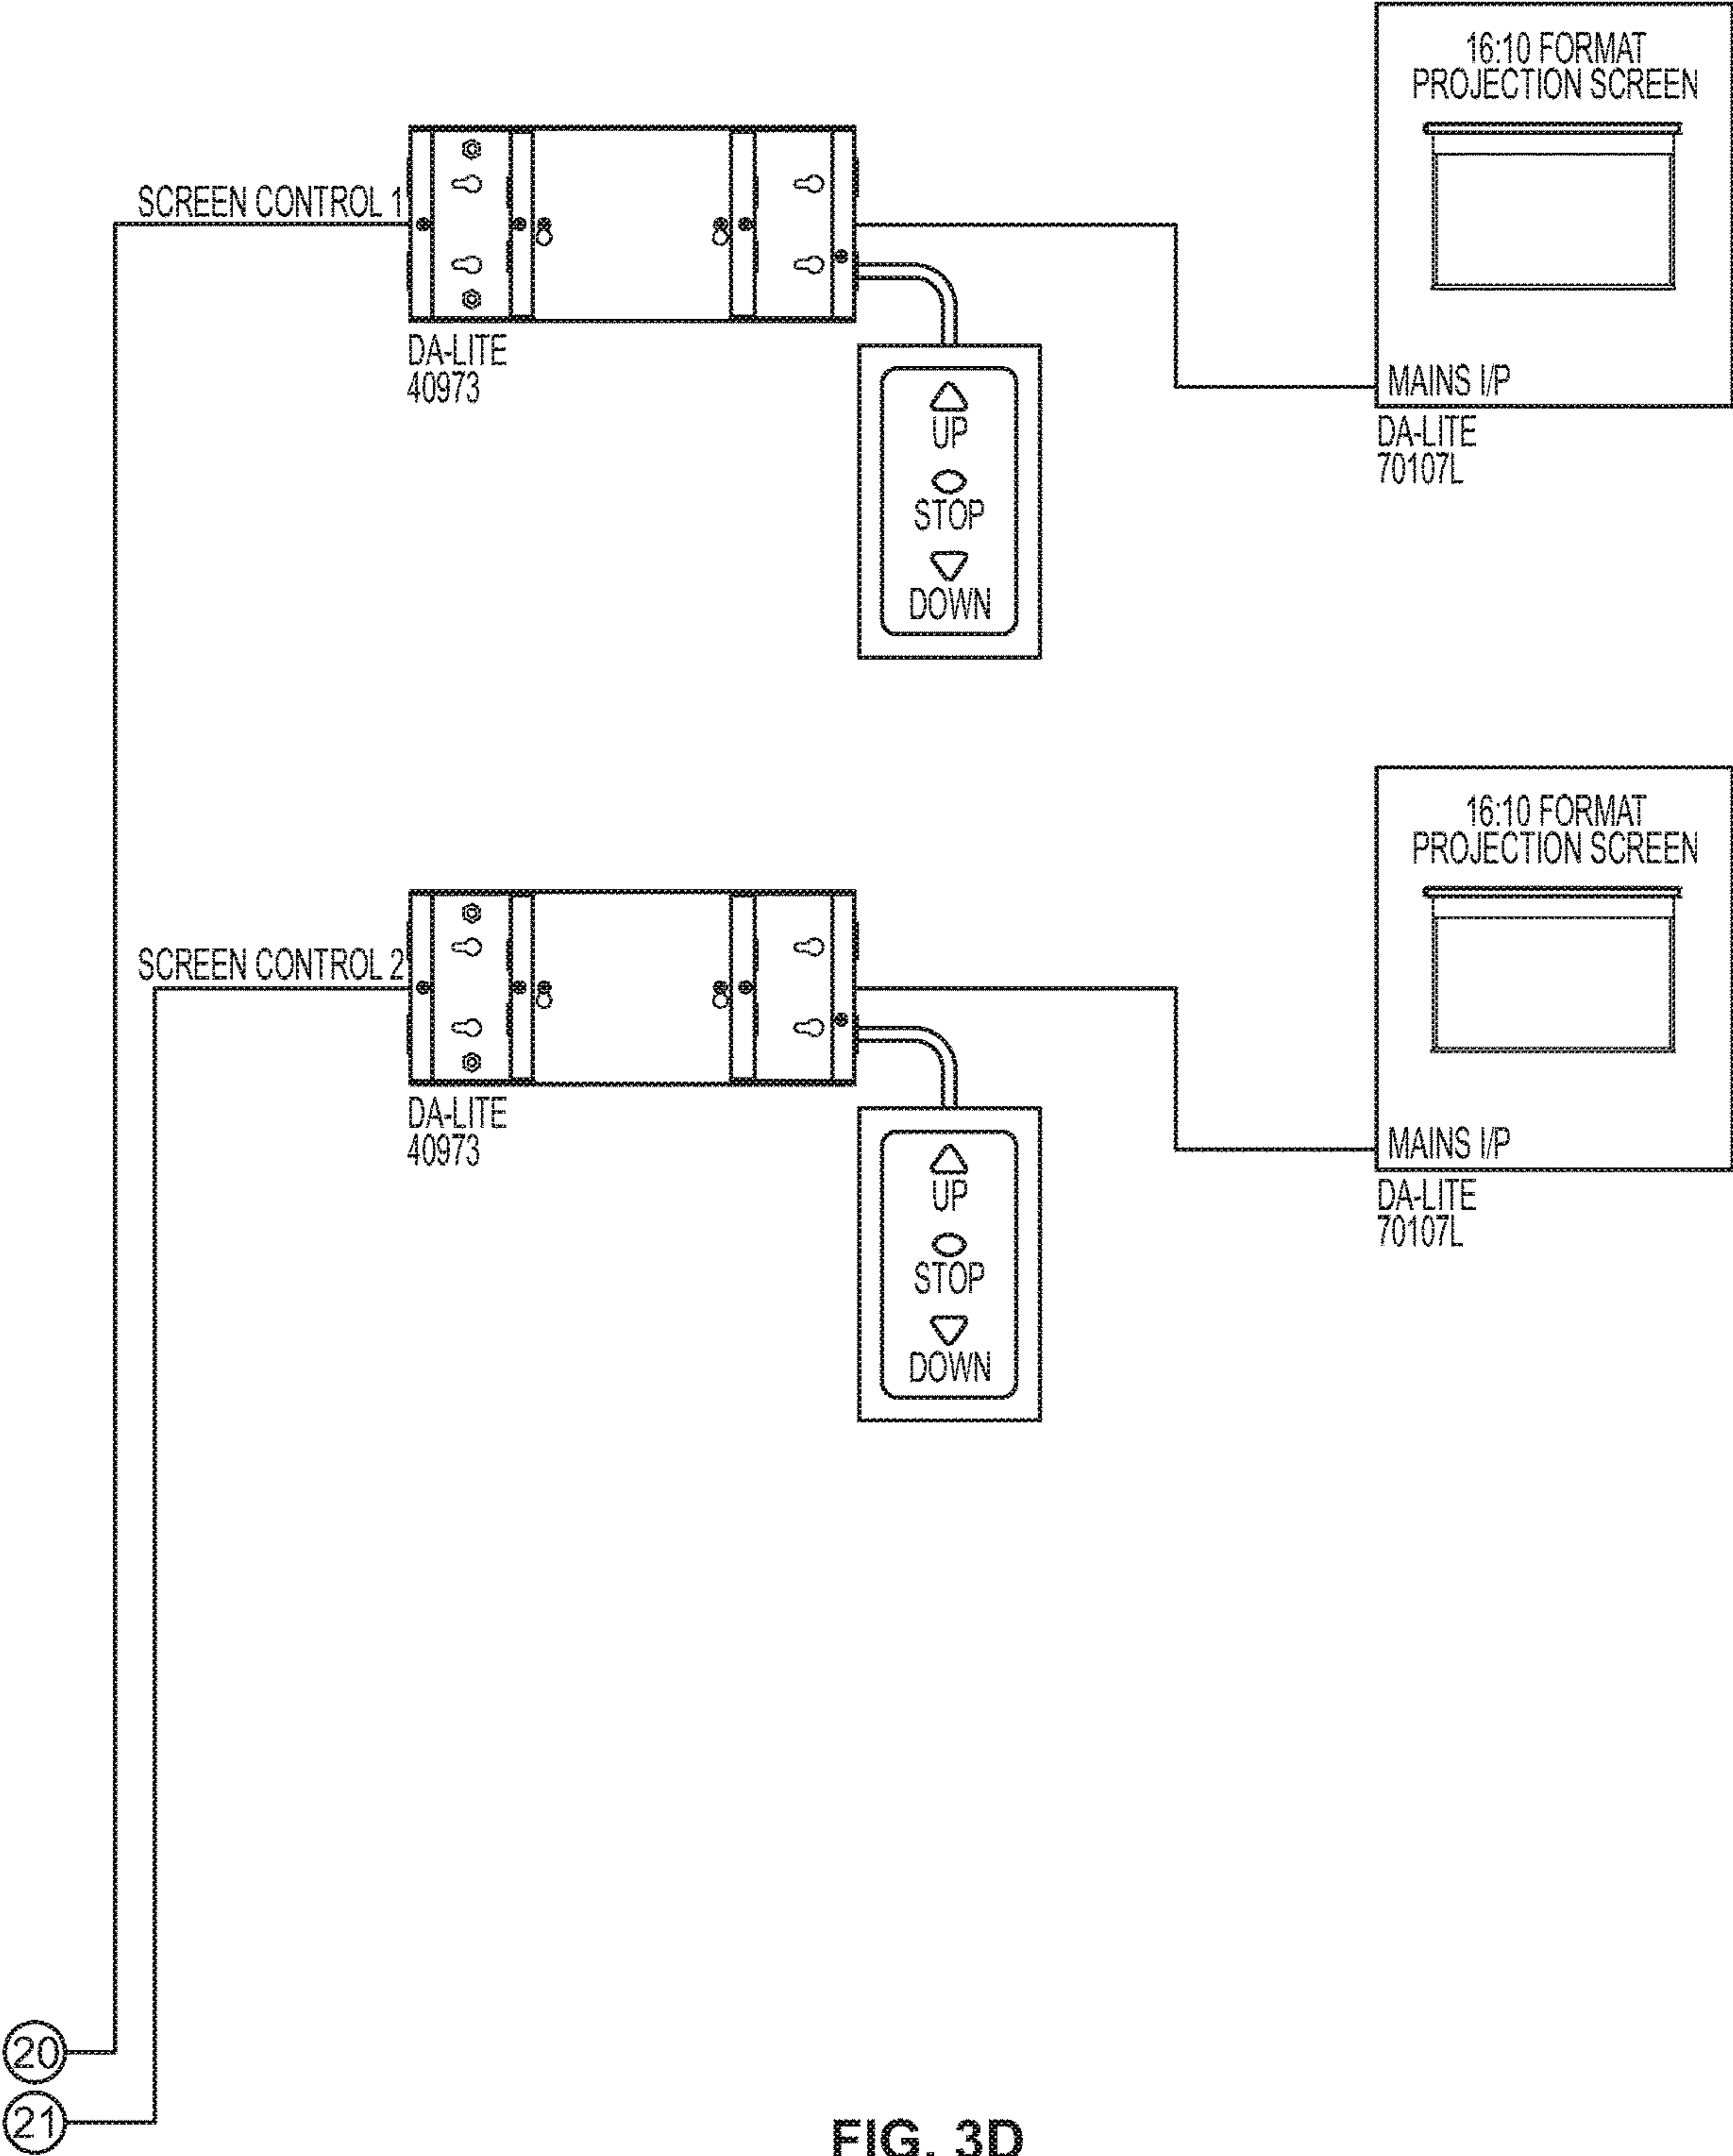 16:10 FORMAT
PROJECTION SCREEN
SCREEN CONTROL 1
DA-LITE
40973
MAINS I/P
DA-LITE
70107L
UP
STOP
DOWN
16:10 FORMAT
PROJECTION SCREEN
SCREEN CONTROL 2
DA-LITE
40973
MAINS I/P
DA-LITE
70107L
UP
STOP
DOWN
20
21
FIG. 3D